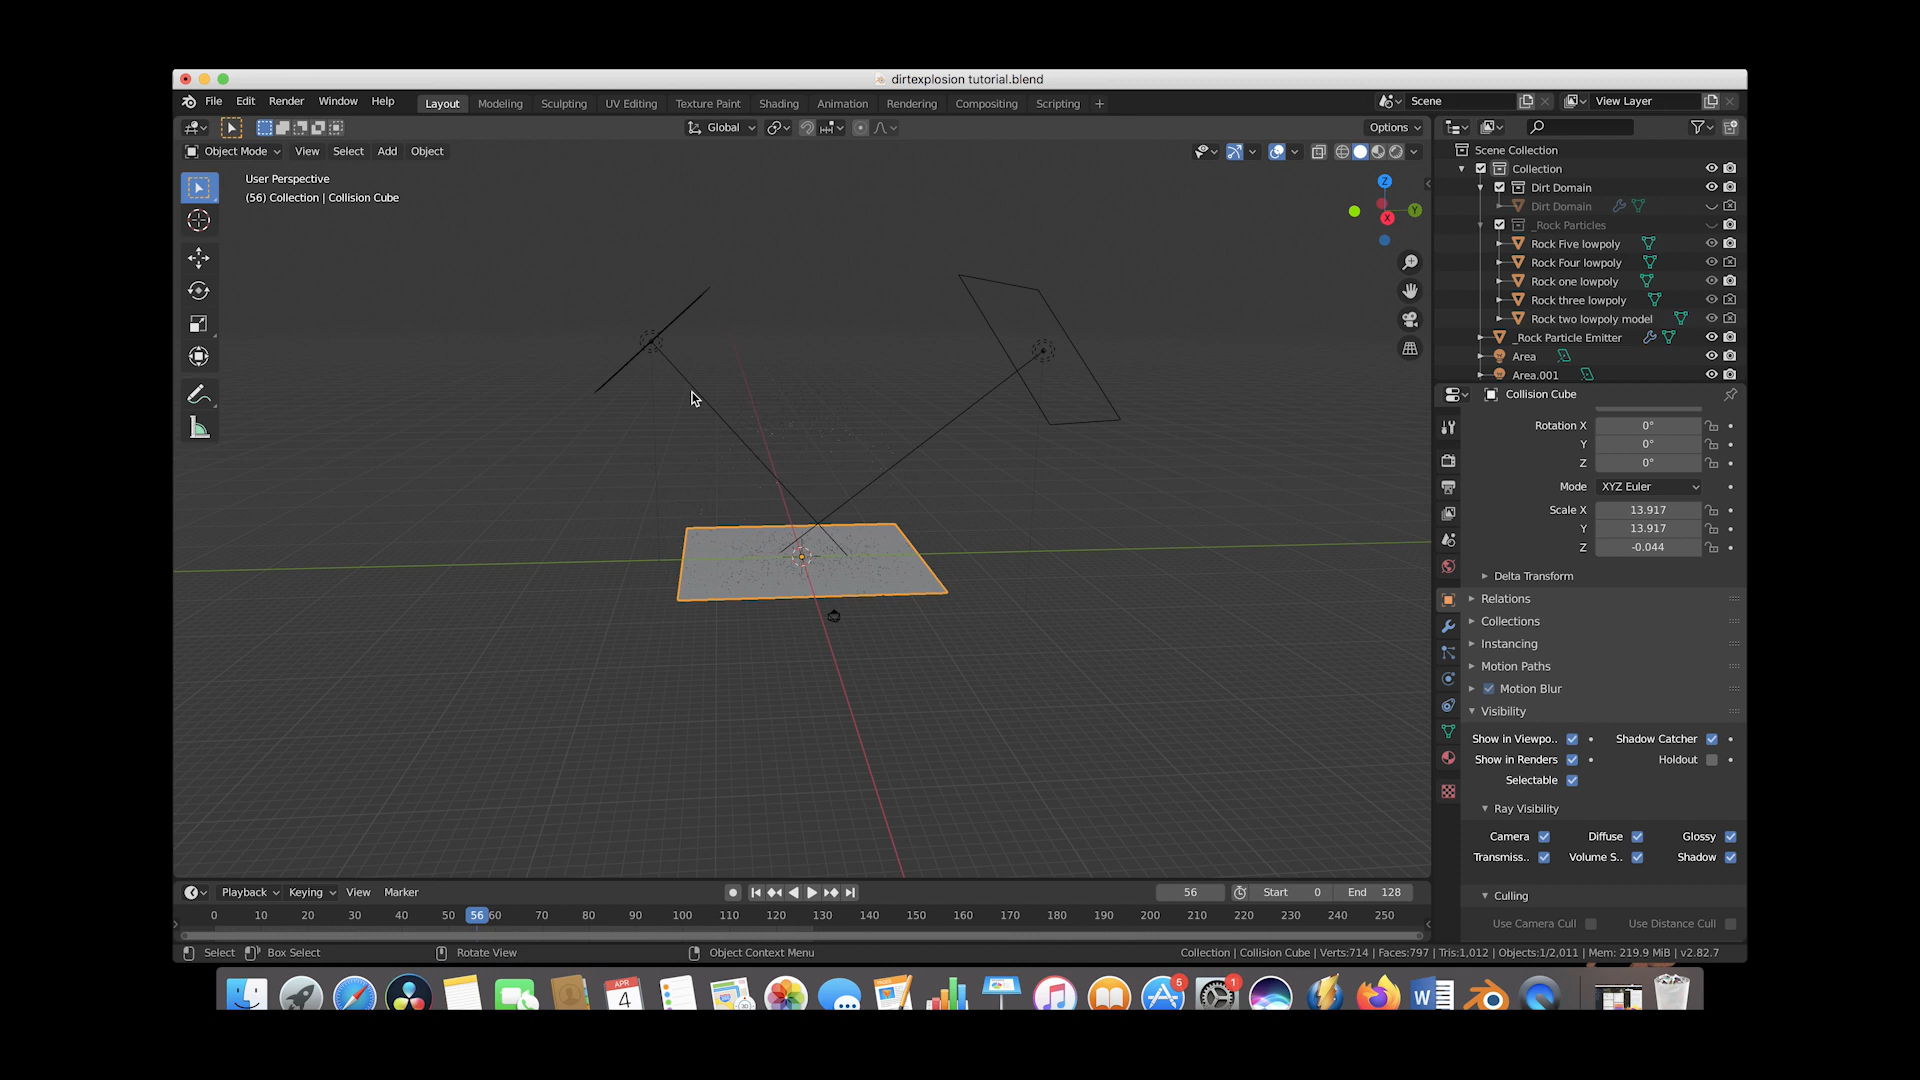 dirtexplosion tutorial.blend
File Edit Render Window Help Layout Modeling Sculpting UV Editing Texture Paint Shading Animation Rendering Compositing Scripting + Scene View Layer
Global Options
Object Mode View Select Add Object
User Perspective
(56) Collection | Collision Cube
Z
Y
X
Scene Collection
Collection
Dirt Domain
Dirt Domain
_Rock Particles
Rock Five lowpoly
Rock Four lowpoly
Rock one lowpoly
Rock three lowpoly
Rock two lowpoly model
_Rock Particle Emitter
Area
Area.001
Collision Cube
Rotation X 0°
Y 0°
Z 0°
Mode XYZ Euler
Scale X 13.917
Y 13.917
Z -0.044
Delta Transform
Relations
Collections
Instancing
Motion Paths
Motion Blur
Visibility
Show in Viewpo.. Shadow Catcher
Show in Renders Holdout
Selectable
Ray Visibility
Camera Diffuse Glossy
Transmiss.. Volume S.. Shadow
Culling
Use Camera Cull Use Distance Cull
Playback Keying View Marker 56 Start 0 End 128
0 10 20 30 40 50 56 60 70 80 90 100 110 120 130 140 150 160 170 180 190 200 210 220 230 240 250
Select Box Select Rotate View Object Context Menu Collection | Collision Cube | Verts:714 | Faces:797 | Tris:1,012 | Objects:1/2,011 | Mem: 219.9 MiB | v2.82.7
APR
4
5
1
W